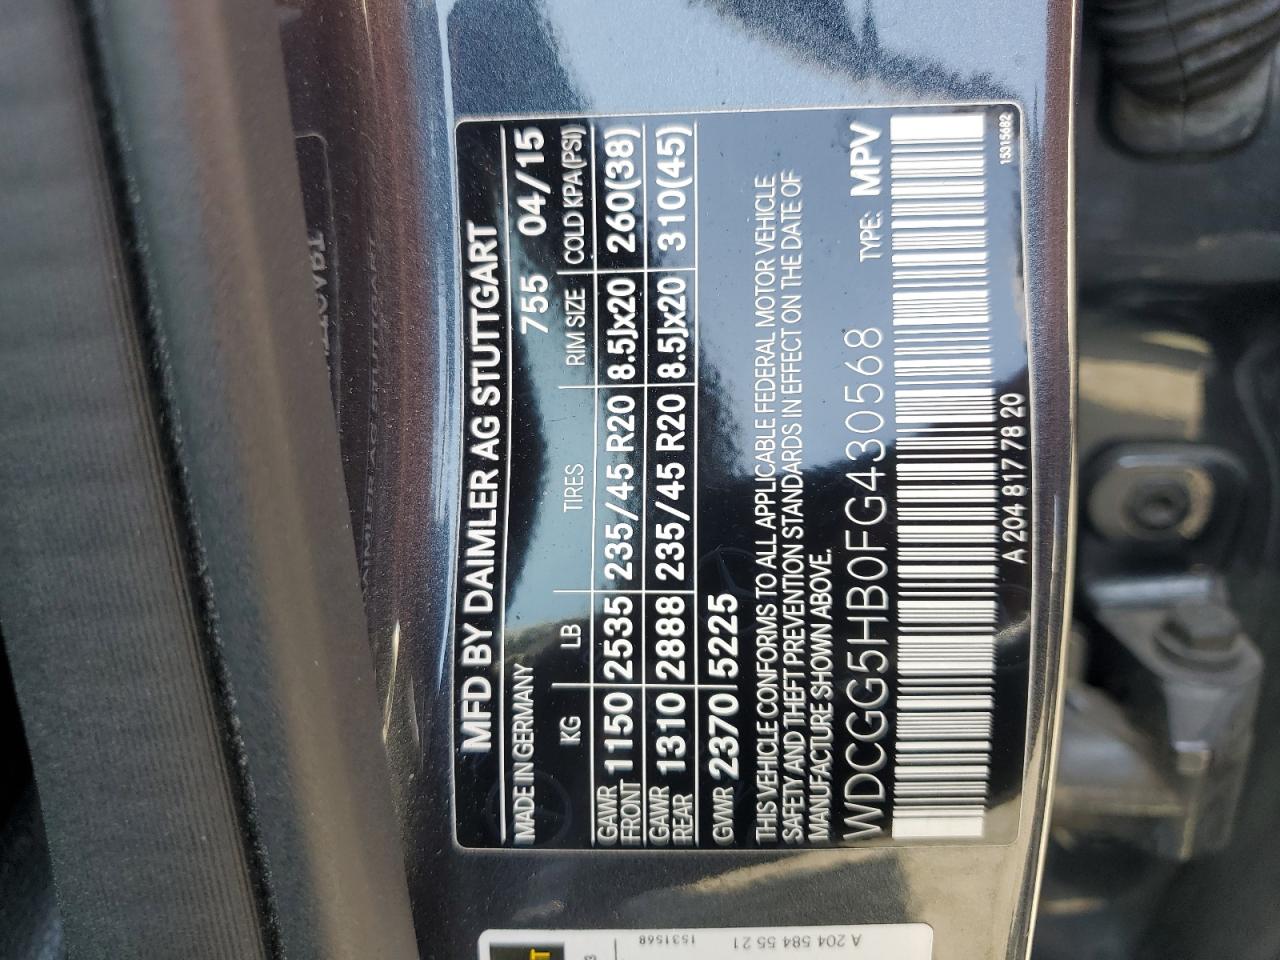 MFD BY DAIMLER AG STUTTGART
MADE IN GERMANY 755 04/15
KG LB TIRES RIM SIZE COLD KPA(PSI)
GAWR FRONT 1150 2535 235/45 R20 8.5Jx20 260(38)
GAWR REAR 1310 2888 235/45 R20 8.5Jx20 310(45)
GWR 2370 5225
THIS VEHICLE CONFORMS TO ALL APPLICABLE FEDERAL MOTOR VEHICLE
SAFETY AND THEFT PREVENTION STANDARDS IN EFFECT ON THE DATE OF
MANUFACTURE SHOWN ABOVE.
WDCGG5HB0FG430568 TYPE: MPV
A 204 817 78 20
15315682
A 204 584 55 21
1531568